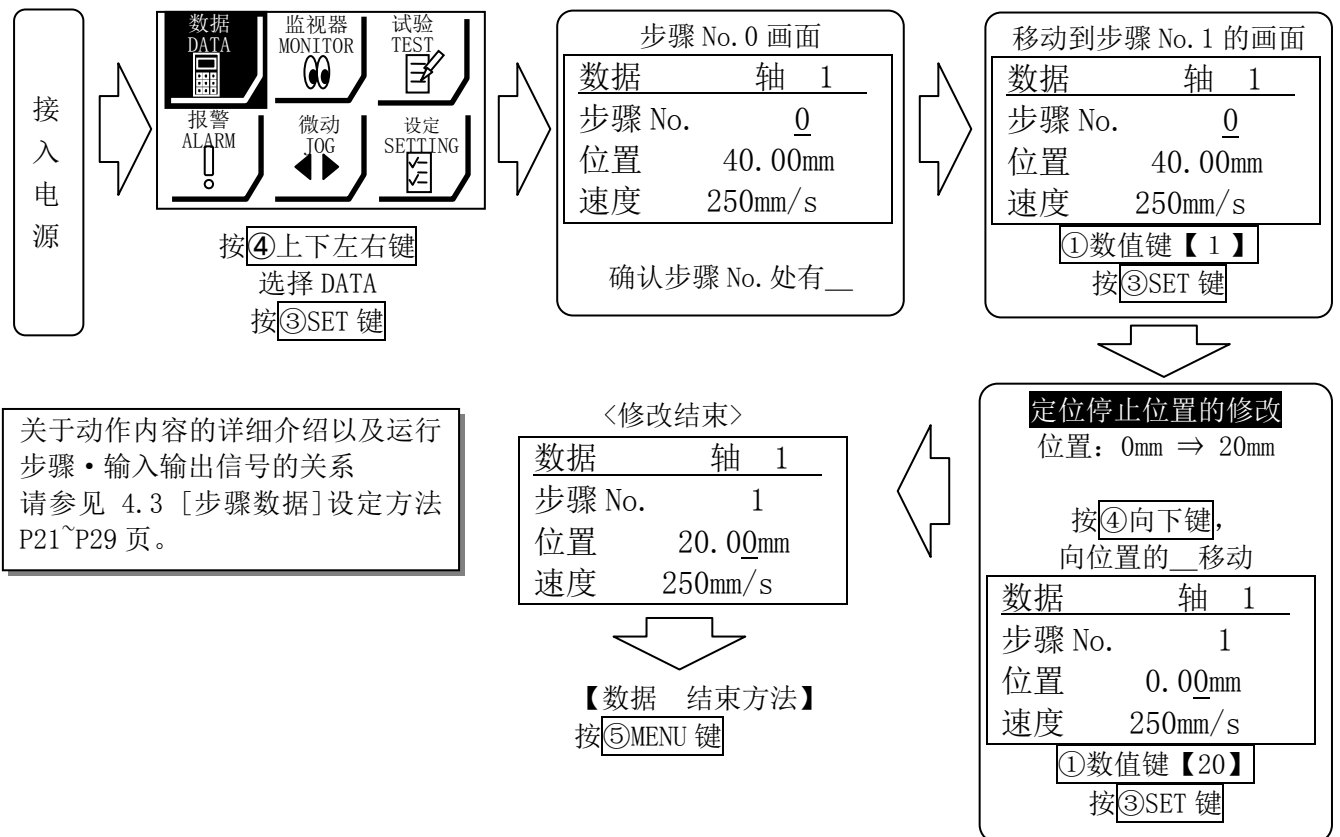 接
入
电
源
数据
DATA
监视器
MONITOR
试验
TEST
报警
ALARM
微动
JOG
设定
SETTING
按④上下左右键
选择 DATA
按③SET 键
步骤 No.0 画面
数据 轴 1
步骤 No. 0
位置 40.00mm
速度 250mm/s
确认步骤 No.处有__
移动到步骤 No.1 的画面
数据 轴 1
步骤 No. 0
位置 40.00mm
速度 250mm/s
①数值键【 1 】
按③SET 键
定位停止位置的修改
位置：0mm ⇒ 20mm
按④向下键，
向位置的__移动
数据 轴 1
步骤 No. 1
位置 0.00mm
速度 250mm/s
①数值键【20】
按③SET 键
<修改结束>
数据 轴 1
步骤 No. 1
位置 20.00mm
速度 250mm/s
【数据 结束方法】
按⑤MENU 键
关于动作内容的详细介绍以及运行
步骤・输入输出信号的关系
请参见 4.3 [步骤数据]设定方法
P21~P29 页。